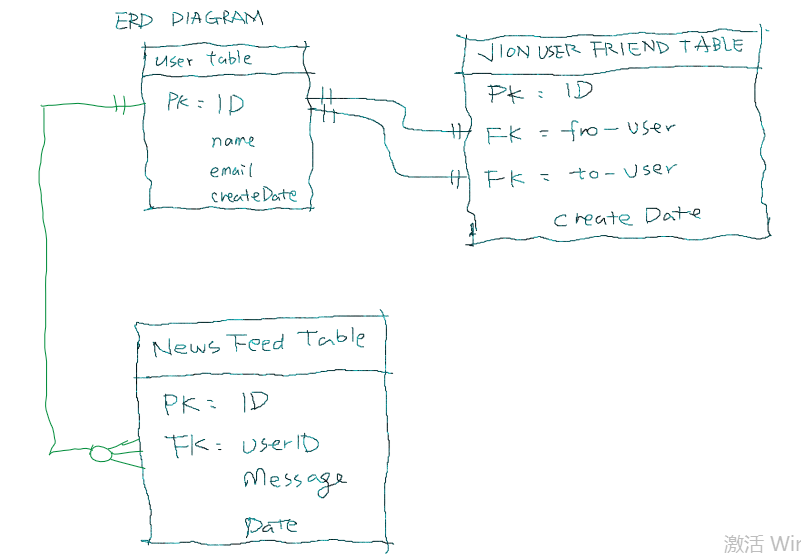 ERD DIAGRAM
User table
PK = ID
name
email
createDate
JION USER FRIEND TABLE
PK = ID
FK = fro-user
FK = to-user
Create Date
News Feed Table
PK = ID
FK = userID
Message
Date
激活 Win